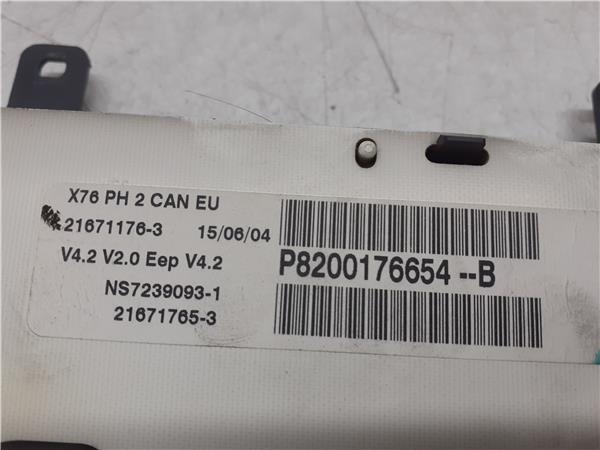 X76 PH 2 CAN EU
21671176-3 15/06/04
V4.2 V2.0 Eep V4.2
P8200176654 --B
NS7239093-1
21671765-3